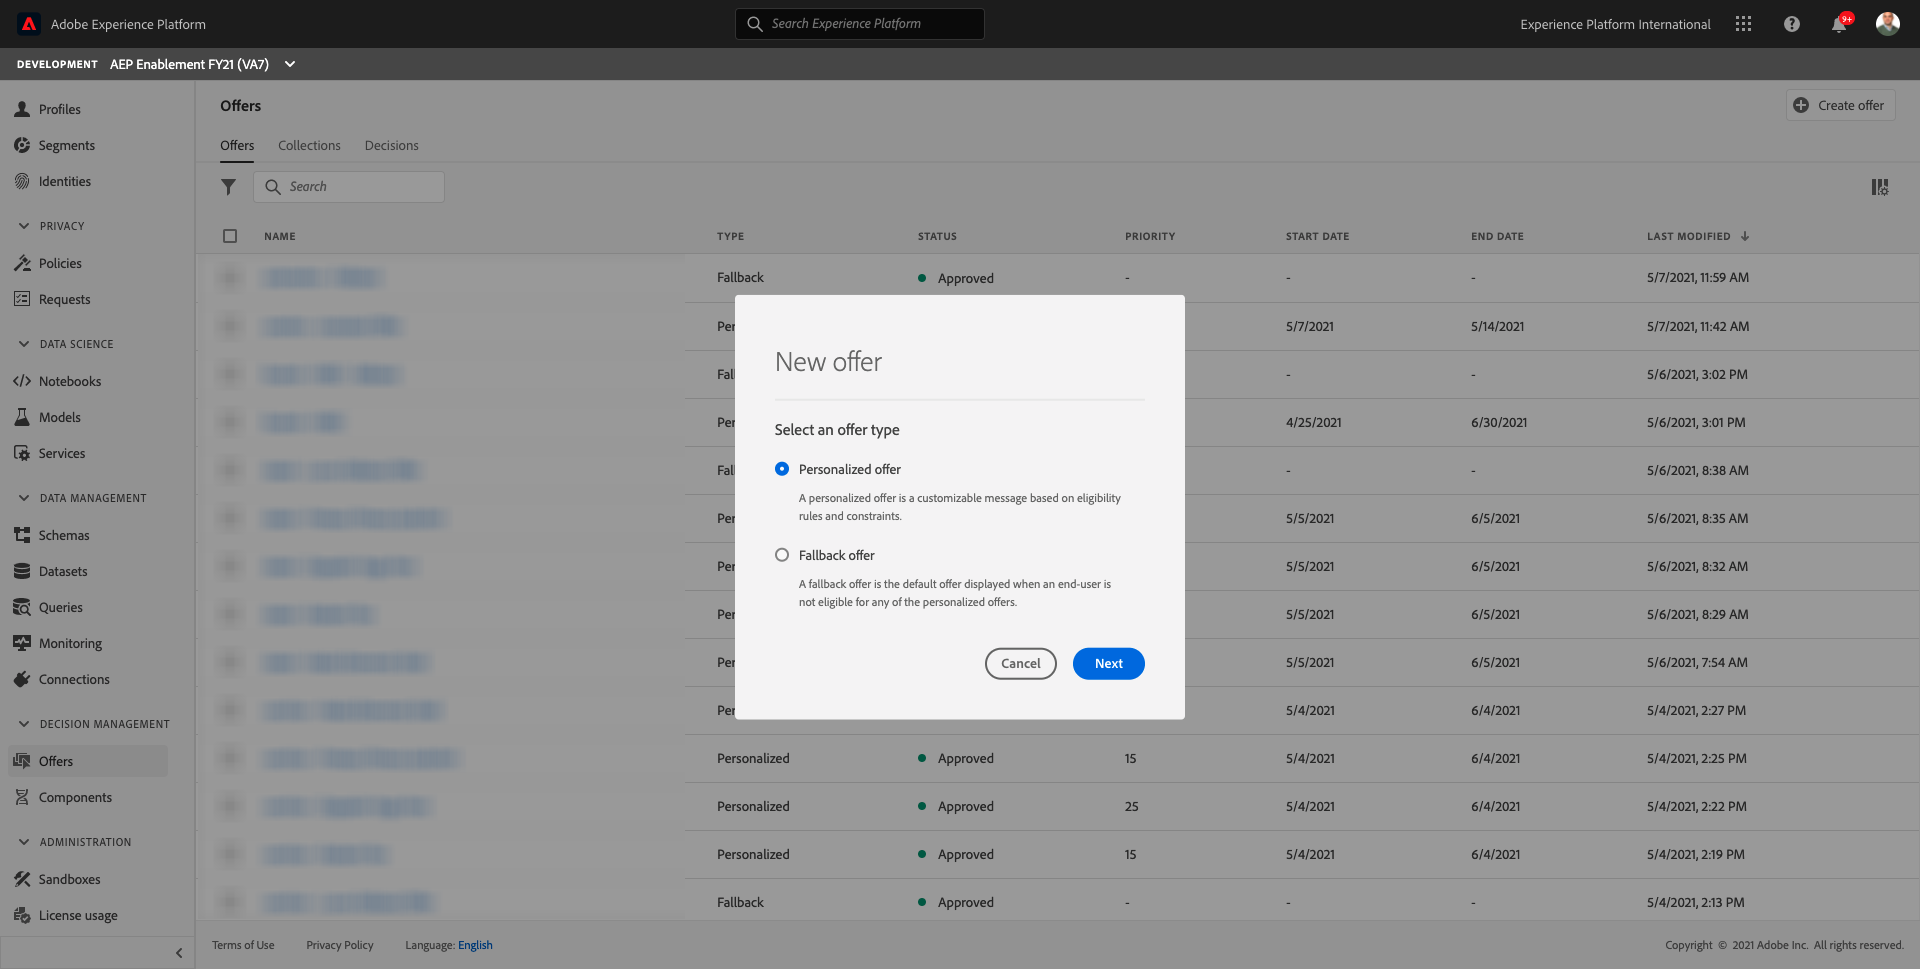 Adobe Experience Platform
Search Experience Platform
Experience Platform International
9+
DEVELOPMENT AEP Enablement FY21 (VA7)
Profiles
Segments
Identities
PRIVACY
Policies
Requests
DATA SCIENCE
Notebooks
Models
Services
DATA MANAGEMENT
Schemas
Datasets
Queries
Monitoring
Connections
DECISION MANAGEMENT
Offers
Components
ADMINISTRATION
Sandboxes
License usage
Offers
Create offer
Offers Collections Decisions
Search
NAME TYPE STATUS PRIORITY START DATE END DATE LAST MODIFIED
Fallback Approved - - - 5/7/2021, 11:59 AM
Per 5/7/2021 5/14/2021 5/7/2021, 11:42 AM
Fal - - 5/6/2021, 3:02 PM
Per 4/25/2021 6/30/2021 5/6/2021, 3:01 PM
Fal - - 5/6/2021, 8:38 AM
Per 5/5/2021 6/5/2021 5/6/2021, 8:35 AM
Per 5/5/2021 6/5/2021 5/6/2021, 8:32 AM
Per 5/5/2021 6/5/2021 5/6/2021, 8:29 AM
Per 5/5/2021 6/5/2021 5/6/2021, 7:54 AM
Per 5/4/2021 6/4/2021 5/4/2021, 2:27 PM
Personalized Approved 15 5/4/2021 6/4/2021 5/4/2021, 2:25 PM
Personalized Approved 25 5/4/2021 6/4/2021 5/4/2021, 2:22 PM
Personalized Approved 15 5/4/2021 6/4/2021 5/4/2021, 2:19 PM
Fallback Approved - - - 5/4/2021, 2:13 PM
New offer
Select an offer type
Personalized offer
A personalized offer is a customizable message based on eligibility
rules and constraints.
Fallback offer
A fallback offer is the default offer displayed when an end-user is
not eligible for any of the personalized offers.
Cancel Next
Terms of Use Privacy Policy Language: English
Copyright © 2021 Adobe Inc. All rights reserved.